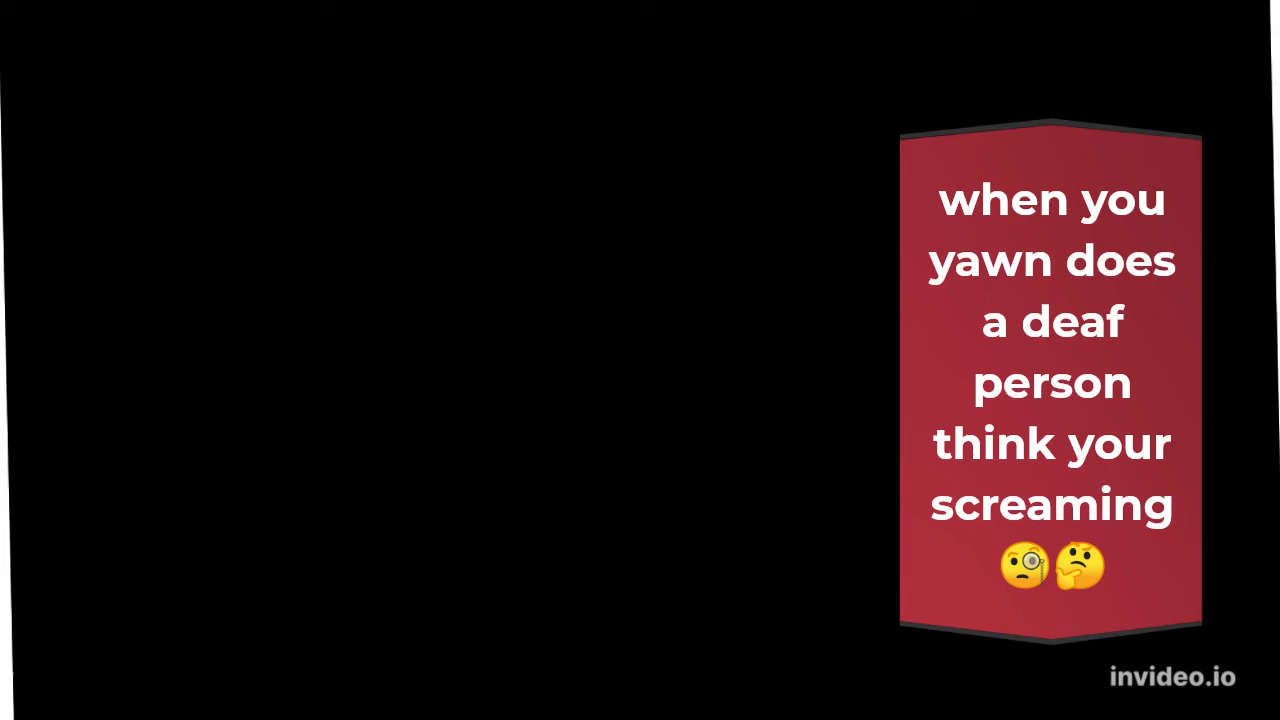 when you
yawn does
a deaf
person
think your
screaming
🧐🤔
invideo.io